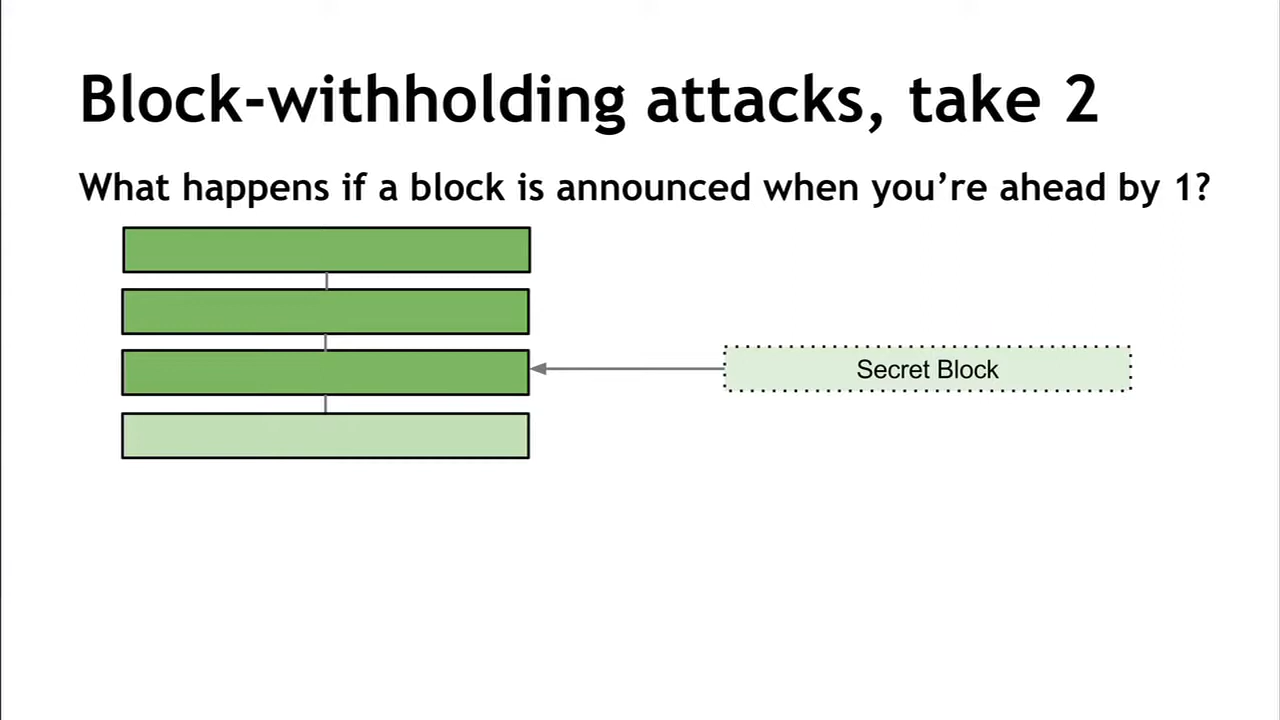 Block-withholding attacks, take 2
What happens if a block is announced when you’re ahead by 1?
Secret Block